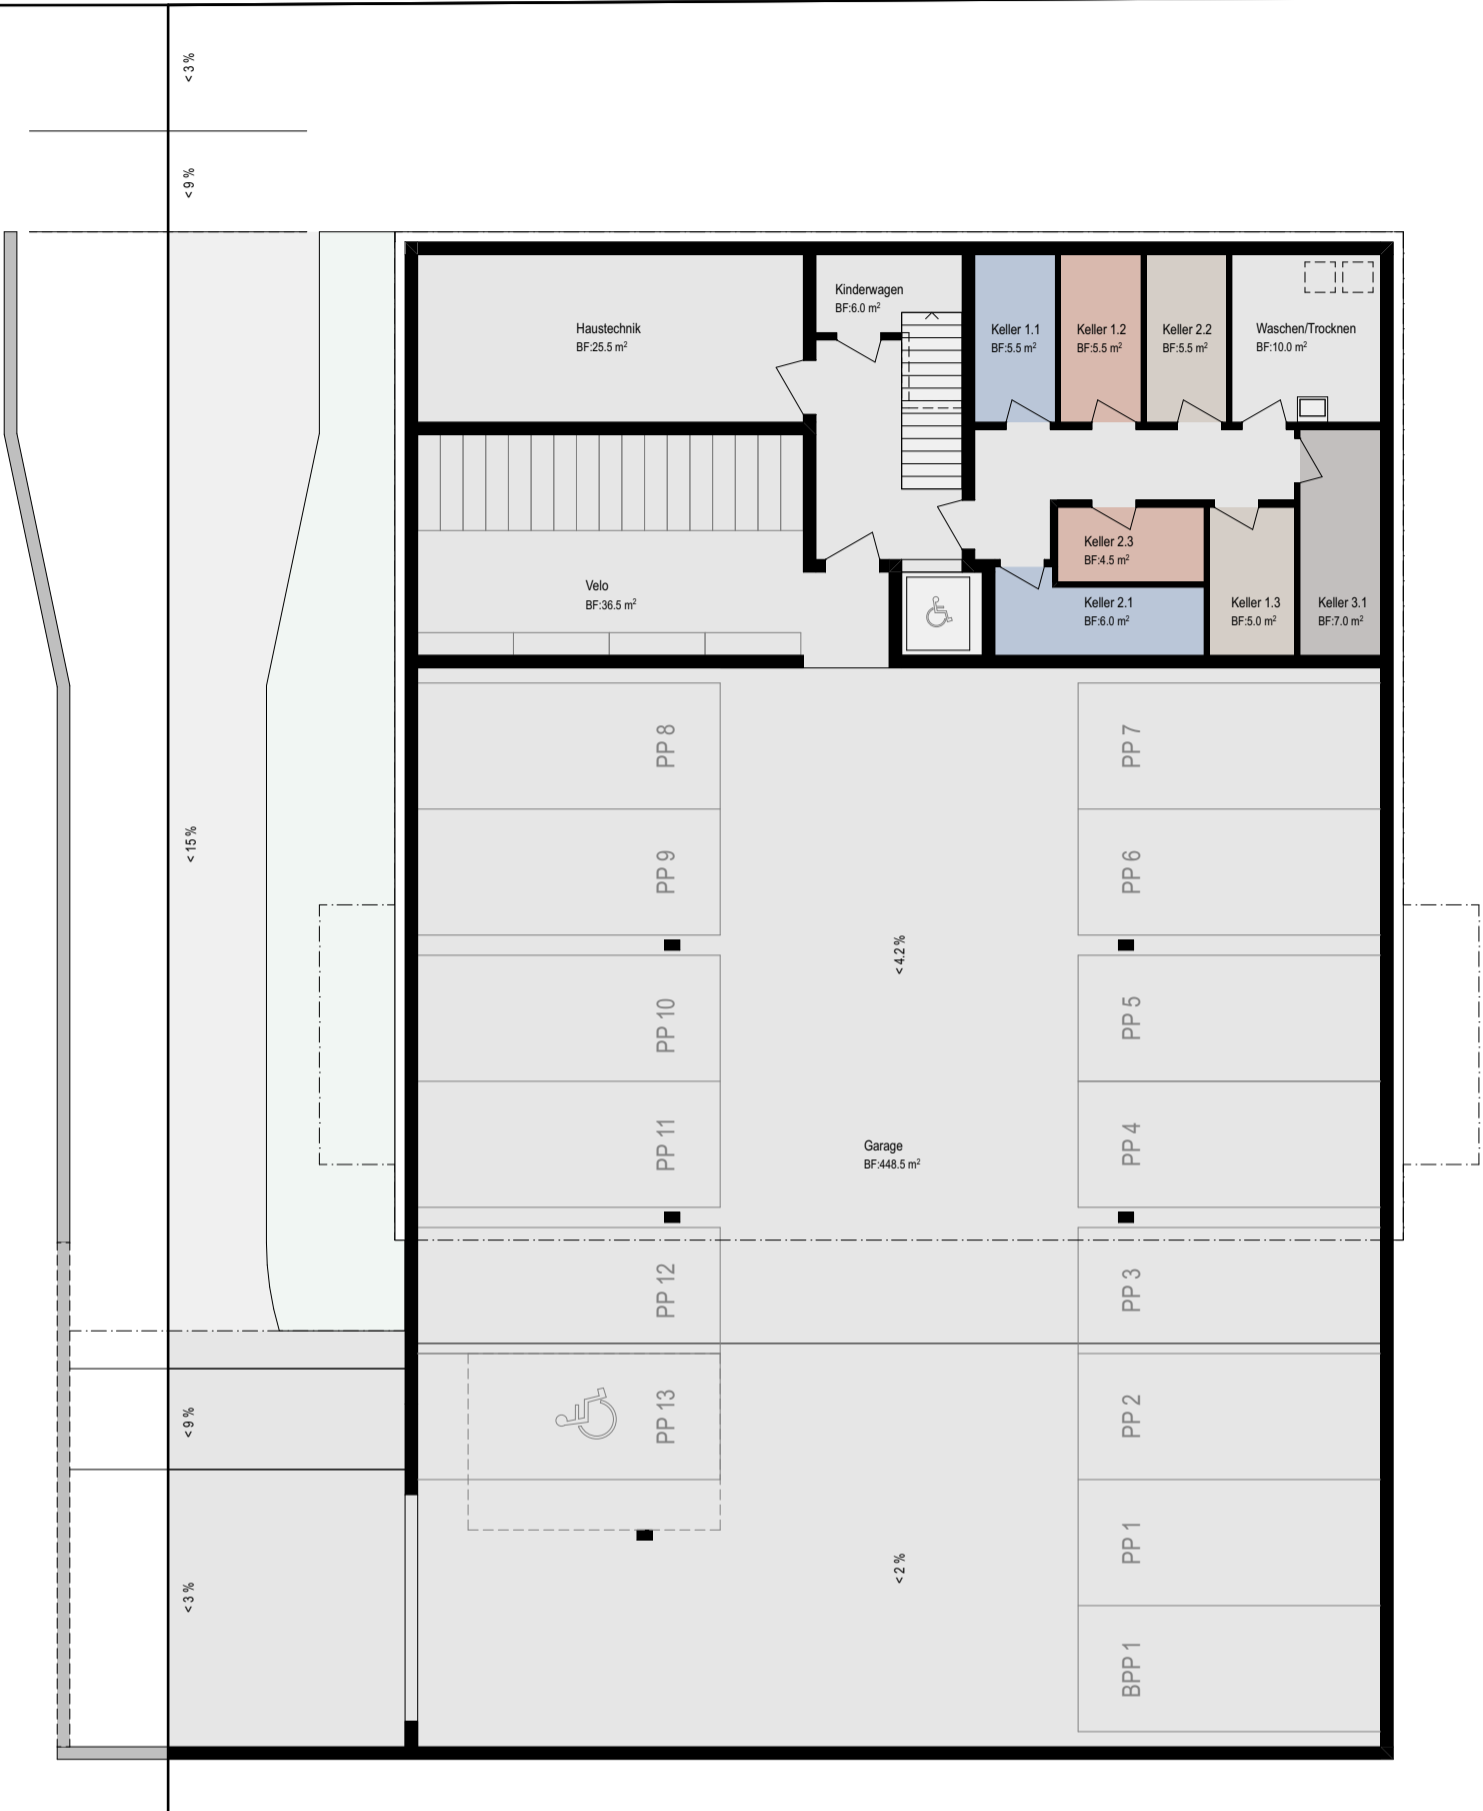 < 3 %
< 9 %
Kinderwagen
BF:6.0 m²
Haustechnik
BF:25.5 m²
Keller 1.1
BF:5.5 m²
Keller 1.2
BF:5.5 m²
Keller 2.2
BF:5.5 m²
Waschen/Trocknen
BF:10.0 m²
Keller 2.3
BF:4.5 m²
Velo
BF:36.5 m²
Keller 2.1
BF:6.0 m²
Keller 1.3
BF:5.0 m²
Keller 3.1
BF:7.0 m²
PP 8
PP 7
< 15 %
PP 9
PP 6
< 4.2 %
PP 10
PP 5
PP 11
Garage
BF:448.5 m²
PP 4
PP 12
PP 3
< 9 %
PP 13
PP 2
< 3 %
< 2 %
PP 1
BPP 1